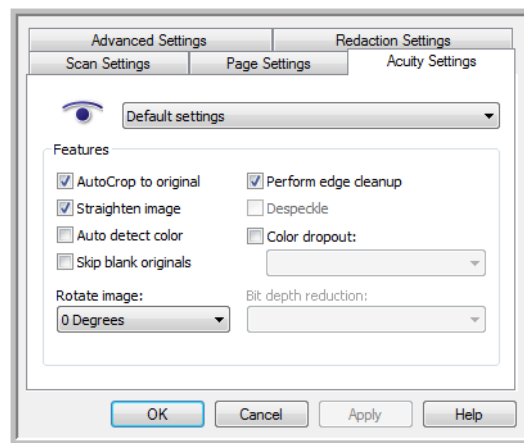 Advanced Settings Redaction Settings
Scan Settings Page Settings Acuity Settings
Default settings
Features
AutoCrop to original Perform edge cleanup
Straighten image Despeckle
Auto detect color Color dropout:
Skip blank originals
Rotate image: Bit depth reduction:
0 Degrees
OK Cancel Apply Help